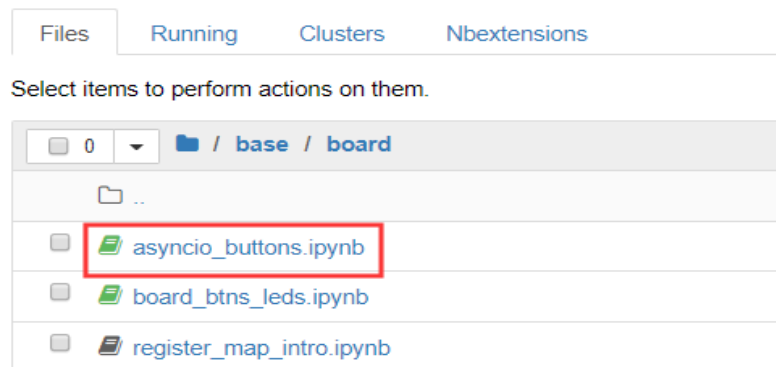 Files Running Clusters Nbextensions
Select items to perform actions on them.
0 / base / board
..
asyncio_buttons.ipynb
board_btns_leds.ipynb
register_map_intro.ipynb